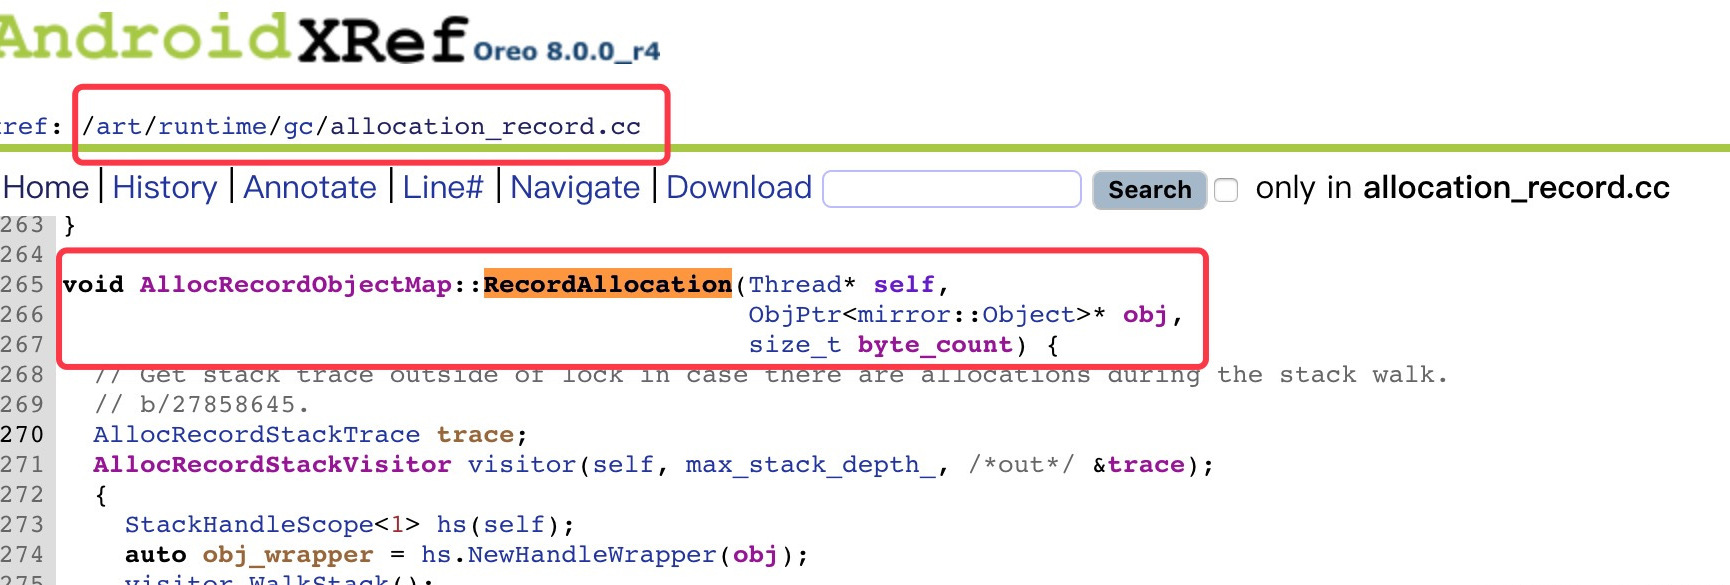 AndroidXRef Oreo 8.0.0_r4
xref: /art/runtime/gc/allocation_record.cc
Home | History | Annotate | Line# | Navigate | Download Search only in allocation_record.cc
263 }
264
265 void AllocRecordObjectMap::RecordAllocation(Thread* self,
266 ObjPtr<mirror::Object>* obj,
267 size_t byte_count) {
268 // Get stack trace outside of lock in case there are allocations during the stack walk.
269 // b/27858645.
270 AllocRecordStackTrace trace;
271 AllocRecordStackVisitor visitor(self, max_stack_depth_, /*out*/ &trace);
272 {
273 StackHandleScope<1> hs(self);
274 auto obj_wrapper = hs.NewHandleWrapper(obj);
275 visitor.WalkStack();